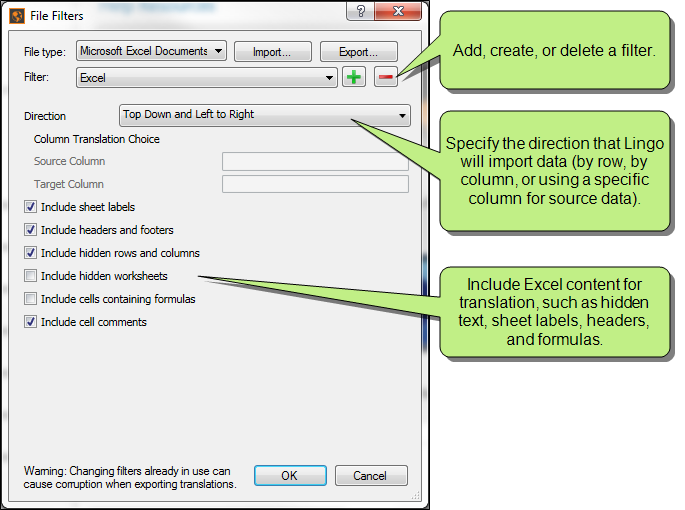 File Filters
?
File type:
Microsoft Excel Documents
Import...
Export...
Filter:
Excel
Direction
Top Down and Left to Right
Column Translation Choice
Source Column
Target Column
Include sheet labels
Include headers and footers
Include hidden rows and columns
Include hidden worksheets
Include cells containing formulas
Include cell comments
Warning: Changing filters already in use can
cause corruption when exporting translations.
OK
Cancel
Add, create, or delete a filter.
Specify the direction that Lingo
will import data (by row, by
column, or using a specific
column for source data).
Include Excel content for
translation, such as hidden
text, sheet labels, headers,
and formulas.